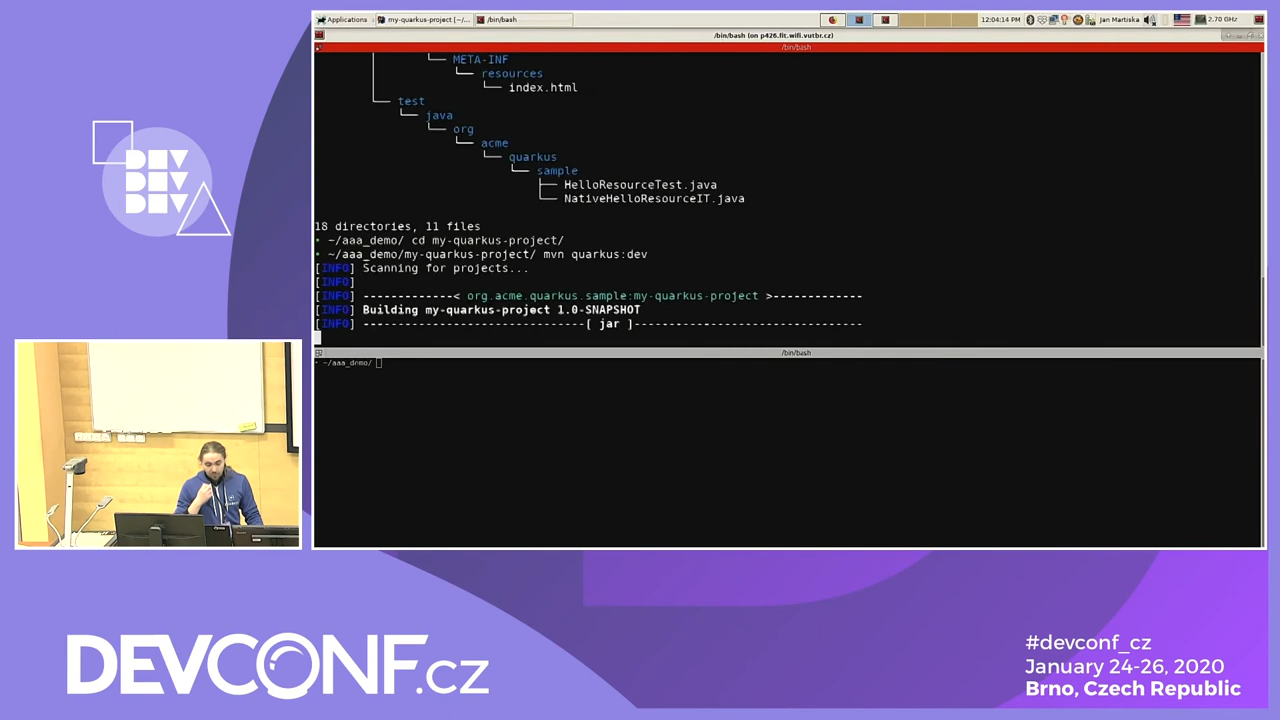 Applications
my-quarkus-project [~/...
/bin/bash
12:04:14 PM
Jan Martiska
2.70 GHz
/bin/bash (on p426.fit.wifi.vutbr.cz)
/bin/bash
└── META-INF
└── resources
└── index.html
└── test
└── java
└── org
└── acme
└── quarkus
└── sample
├── HelloResourceTest.java
└── NativeHelloResourceIT.java
18 directories, 11 files
• ~/aaa_demo/ cd my-quarkus-project/
• ~/aaa_demo/my-quarkus-project/ mvn quarkus:dev
[INFO] Scanning for projects...
[INFO]
[INFO] -------------< org.acme.quarkus.sample:my-quarkus-project >-------------
[INFO] Building my-quarkus-project 1.0-SNAPSHOT
[INFO] --------------------------------[ jar ]---------------------------------
/bin/bash
• ~/aaa_demo/
DEV
DEV
DEV
DEVCONF.cz
#devconf_cz
January 24-26, 2020
Brno, Czech Republic